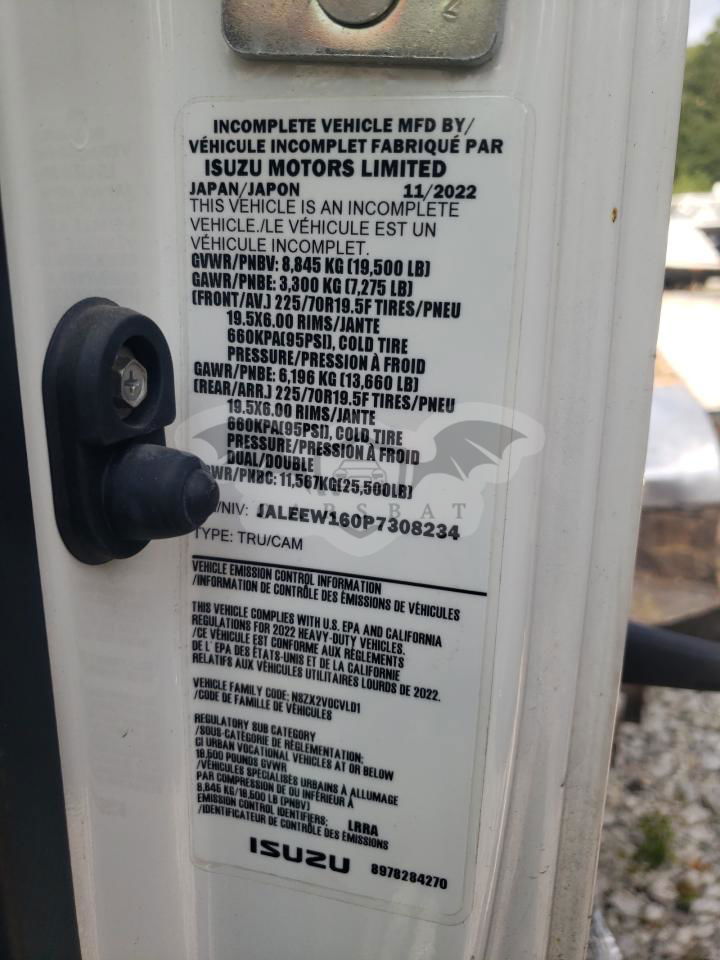 2
INCOMPLETE VEHICLE MFD BY/
VÉHICULE INCOMPLET FABRIQUÉ PAR
ISUZU MOTORS LIMITED
JAPAN/JAPON 11/2022
THIS VEHICLE IS AN INCOMPLETE
VEHICLE./LE VÉHICULE EST UN
VÉHICULE INCOMPLET.
GVWR/PNBV: 8,845 KG (19,500 LB)
GAWR/PNBE: 3,300 KG (7,275 LB)
(FRONT/AV.) 225/70R19.5F TIRES/PNEU
19.5X6.00 RIMS/JANTE
660KPA(95PSI), COLD TIRE
PRESSURE/PRESSION À FROID
GAWR/PNBE: 6,196 KG (13,660 LB)
(REAR/ARR.) 225/70R19.5F TIRES/PNEU
19.5X6.00 RIMS/JANTE
660KPA(95PSI), COLD TIRE
PRESSURE/PRESSION À FROID
DUAL/DOUBLE
WR/PNBC: 11,567KG(25,500LB)
/NIV: JALEEW160P7308234
CARSBAT
TYPE: TRU/CAM
VEHICLE EMISSION CONTROL INFORMATION
/INFORMATION DE CONTRÔLE DES ÉMISSIONS DE VÉHICULES
THIS VEHICLE COMPLIES WITH U.S. EPA AND CALIFORNIA
REGULATIONS FOR 2022 HEAVY-DUTY VEHICLES.
/CE VÉHICULE EST CONFORME AUX RÈGLEMENTS
DE L' EPA DES ÉTATS-UNIS ET DE LA CALIFORNIE
RELATIFS AUX VÉHICULES UTILITAIRES LOURDS DE 2022.
VEHICLE FAMILY CODE: NSZX2VOCVLD1
/CODE DE FAMILLE DE VÉHICULES
REGULATORY SUB CATEGORY
/SOUS-CATÉGORIE DE RÉGLEMENTATION:
CI URBAN VOCATIONAL VEHICLES AT OR BELOW
19,500 POUNDS GVWR
/VÉHICULES SPÉCIALISÉS URBAINS À ALLUMAGE
PAR COMPRESSION DE OU INFÉRIEUR À
8,845 KG/19,500 LB (PNBV)
EMISSION CONTROL IDENTIFIERS: LRRA
/IDENTIFICATEUR DE CONTRÔLE DES ÉMISSIONS
ISUZU 8978284270